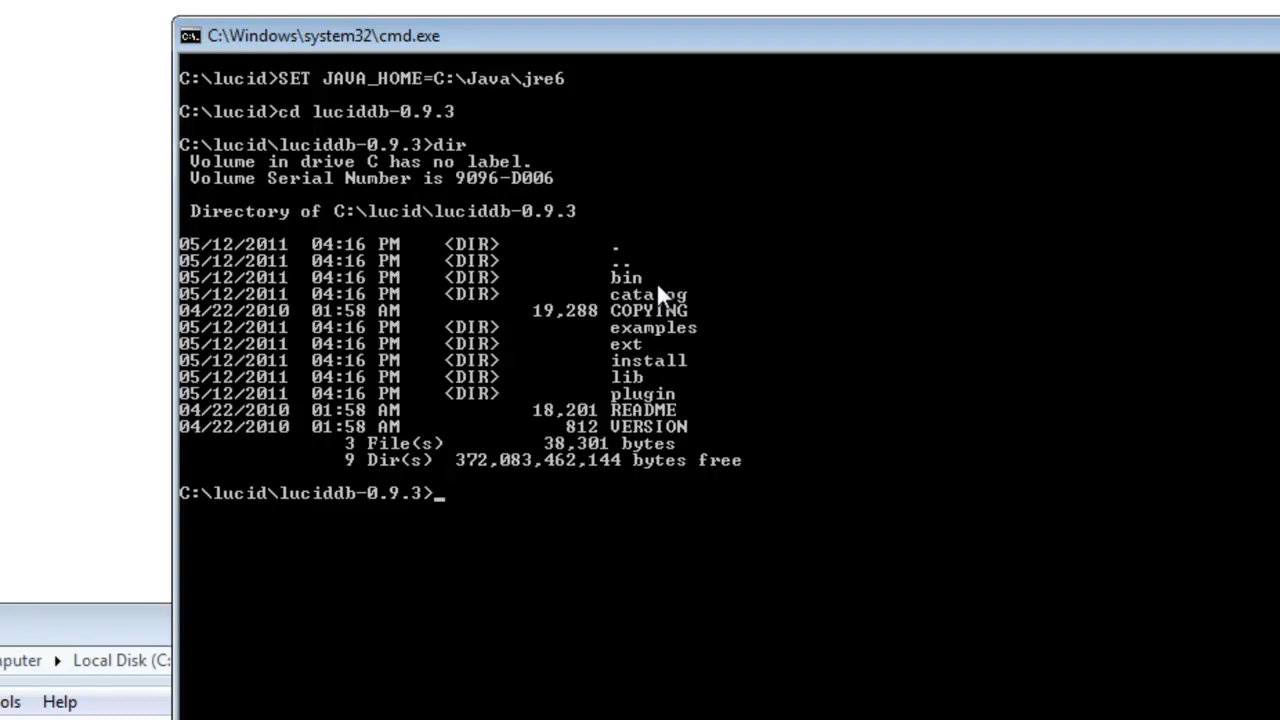 C:\Windows\system32\cmd.exe
C:\lucid>SET JAVA_HOME=C:\Java\jre6
C:\lucid>cd luciddb-0.9.3
C:\lucid\luciddb-0.9.3>dir
Volume in drive C has no label.
Volume Serial Number is 9096-D006
Directory of C:\lucid\luciddb-0.9.3
05/12/2011 04:16 PM <DIR> .
05/12/2011 04:16 PM <DIR> ..
05/12/2011 04:16 PM <DIR> bin
05/12/2011 04:16 PM <DIR> catalog
04/22/2010 01:58 AM 19,288 COPYING
05/12/2011 04:16 PM <DIR> examples
05/12/2011 04:16 PM <DIR> ext
05/12/2011 04:16 PM <DIR> install
05/12/2011 04:16 PM <DIR> lib
05/12/2011 04:16 PM <DIR> plugin
04/22/2010 01:58 AM 18,201 README
04/22/2010 01:58 AM 812 VERSION
3 File(s) 38,301 bytes
9 Dir(s) 372,083,462,144 bytes free
C:\lucid\luciddb-0.9.3>_
nputer ▸ Local Disk (C:
ols Help